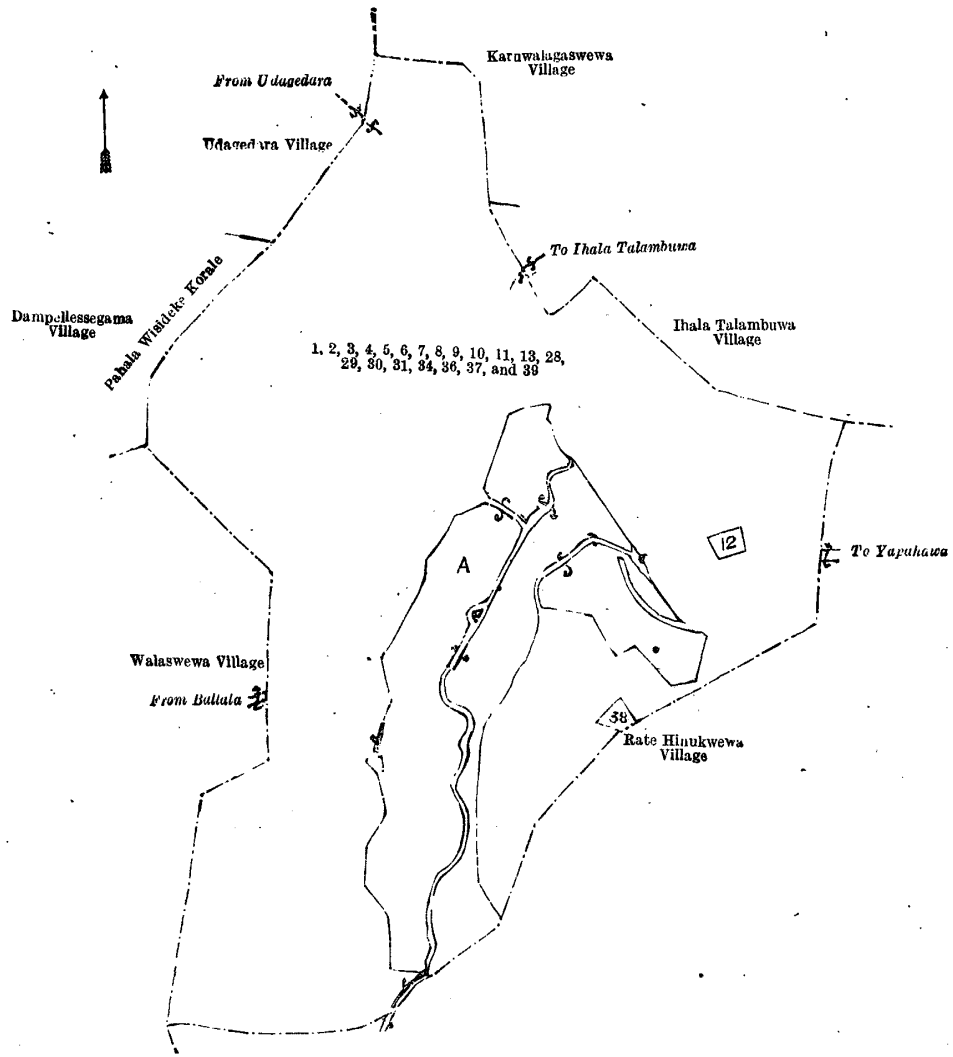 Karuwalagaswewa
Village
From Udagedara
Udagedara Village
To Ihala Talambuwa
Pahala Wisideke Korale
Dampellessegama
Village
Ihala Talambuwa
Village
1, 2, 3, 4, 5, 6, 7, 8, 9, 10, 11, 13, 28,
29, 30, 31, 34, 36, 37, and 39
A
12
To Yapuhawa
Walaswewa Village
From Ballala
38
Rate Hinukwewa
Village